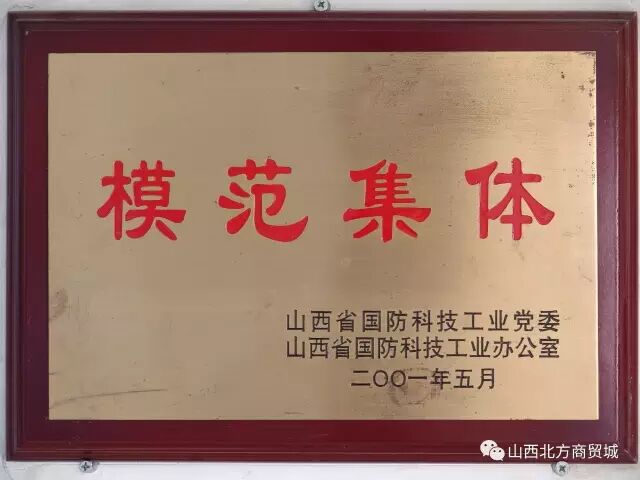 模范集体
山西省国防科技工业党委
山西省国防科技工业办公室
二〇〇一年五月
山西北方商贸城